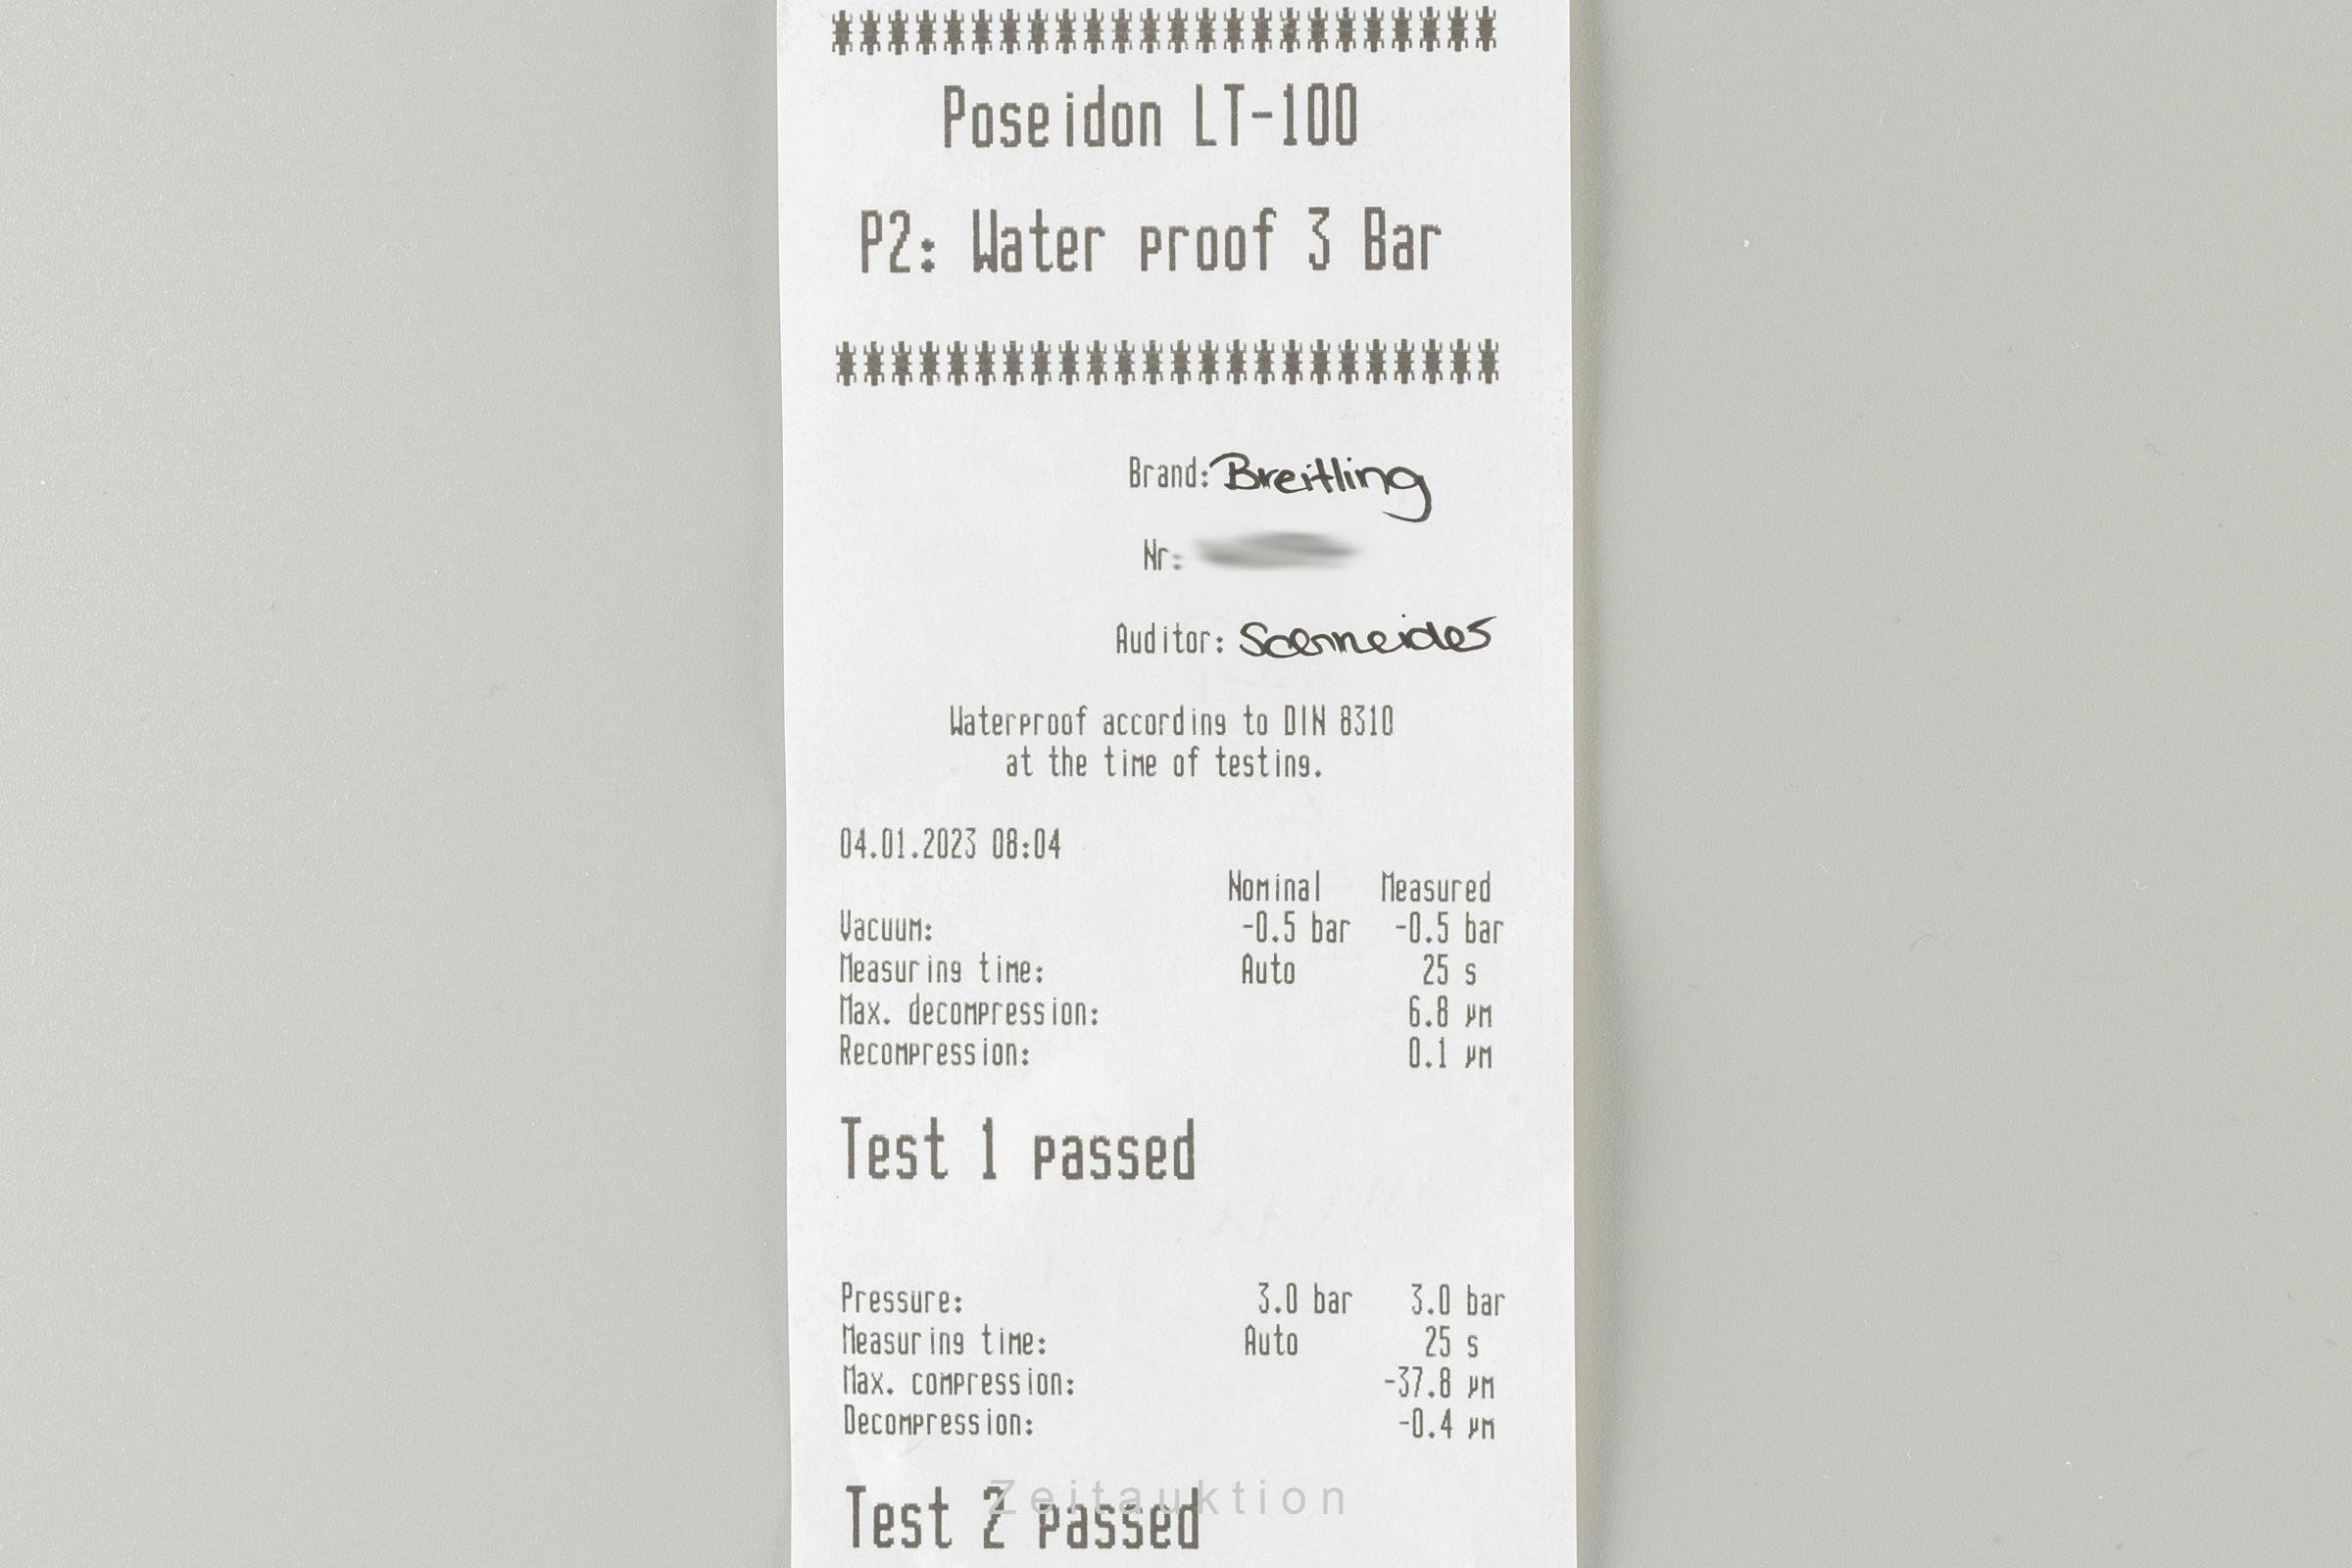 ************************
Poseidon LT-100
P2: Water proof 3 Bar
************************
Brand: Breitling
Nr:
Auditor: Schneider
Waterproof according to DIN 8310
at the time of testing.
04.01.2023 08:04
Nominal Measured
Vacuum: -0.5 bar -0.5 bar
Measuring time: Auto 25 s
Max. decompression: 6.8 µm
Recompression: 0.1 µm
Test 1 passed
Pressure: 3.0 bar 3.0 bar
Measuring time: Auto 25 s
Max. compression: -37.8 µm
Decompression: -0.4 µm
Test 2 passed
Zeitauktion